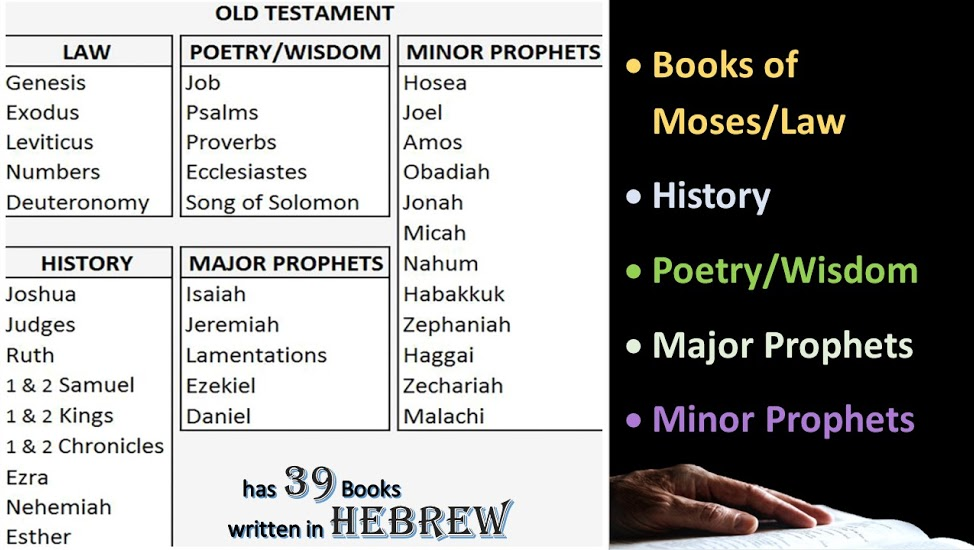 OLD TESTAMENT
LAW
Genesis
Exodus
Leviticus
Numbers
Deuteronomy
HISTORY
Joshua
Judges
Ruth
1 & 2 Samuel
1 & 2 Kings
1 & 2 Chronicles
Ezra
Nehemiah
Esther
POETRY/WISDOM
Job
Psalms
Proverbs
Ecclesiastes
Song of Solomon
MAJOR PROPHETS
Isaiah
Jeremiah
Lamentations
Ezekiel
Daniel
MINOR PROPHETS
Hosea
Joel
Amos
Obadiah
Jonah
Micah
Nahum
Habakkuk
Zephaniah
Haggai
Zechariah
Malachi
has 39 Books
written in HEBREW
• Books of
Moses/Law
• History
• Poetry/Wisdom
• Major Prophets
• Minor Prophets